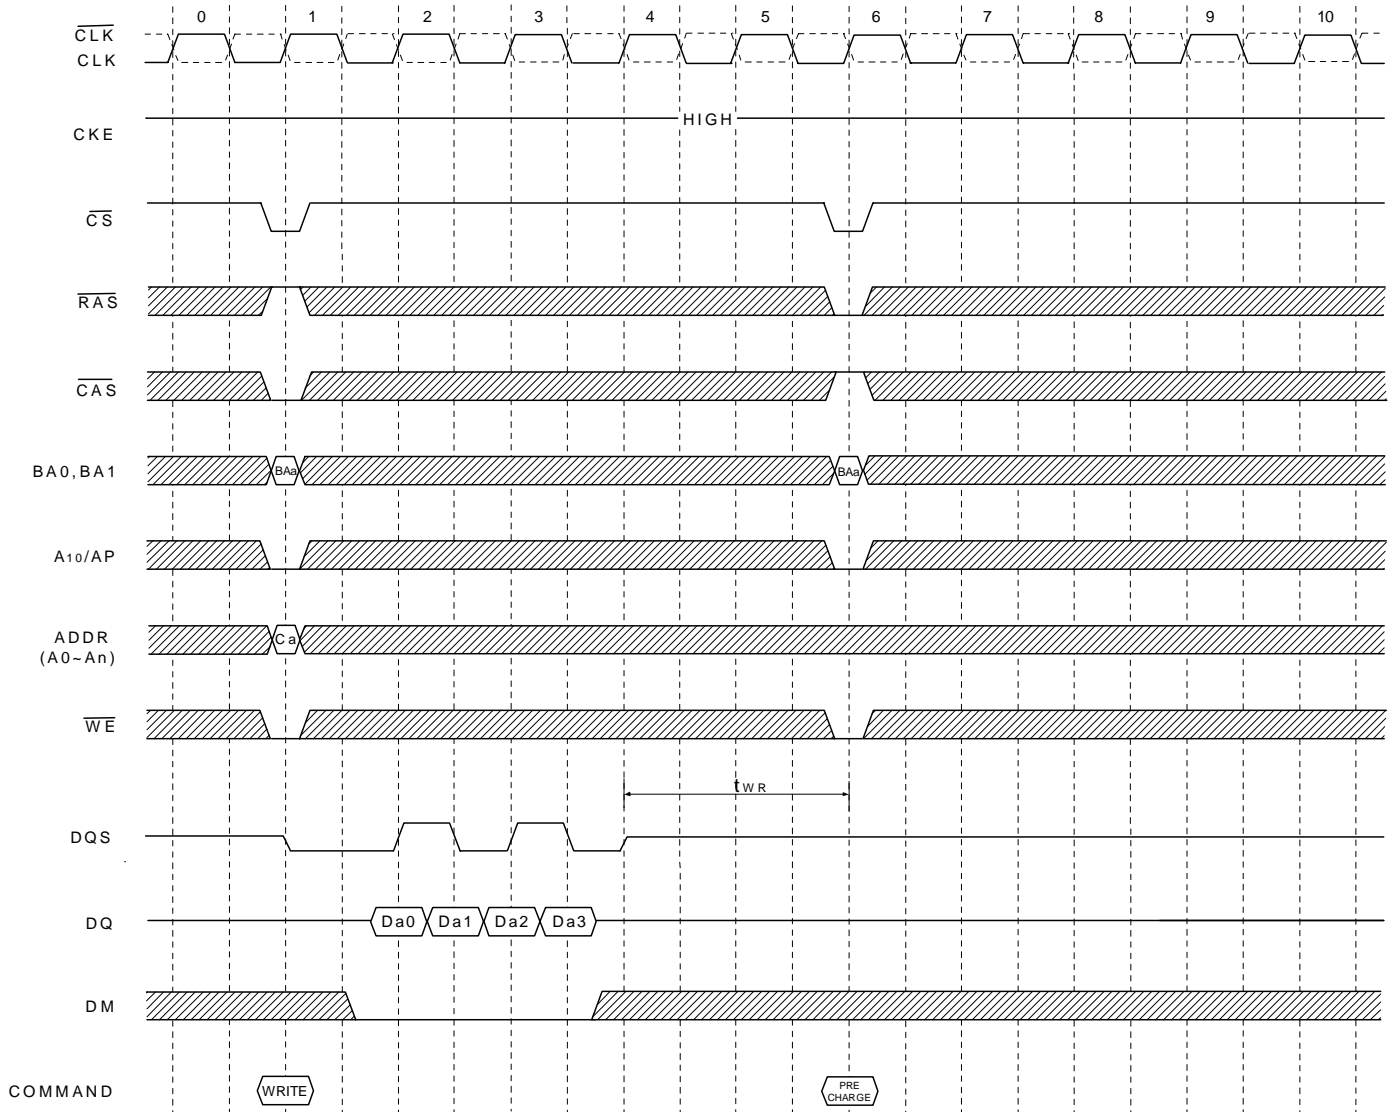 0 1 2 3 4 5 6 7 8 9 10
CLK
CLK
HIGH
CKE
CS
RAS
CAS
BA0,BA1 BAa BAa
A10/AP
ADDR Ca
(A0~An)
WE
tWR
DQS
DQ Da0 Da1 Da2 Da3
DM
COMMAND WRITE PRE
CHARGE